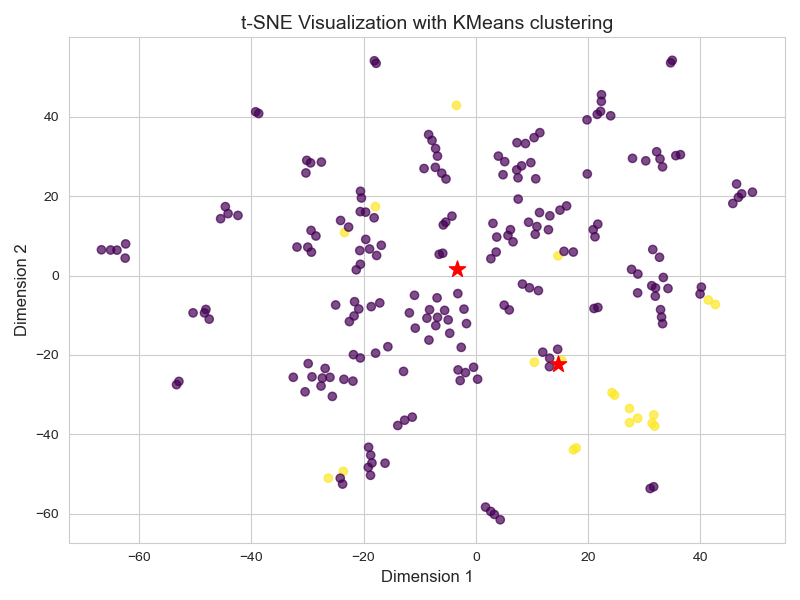 t-SNE Visualization with KMeans clustering
40
20
0
−20
−40
−60
Dimension 2
−60 −40 −20 0 20 40
Dimension 1